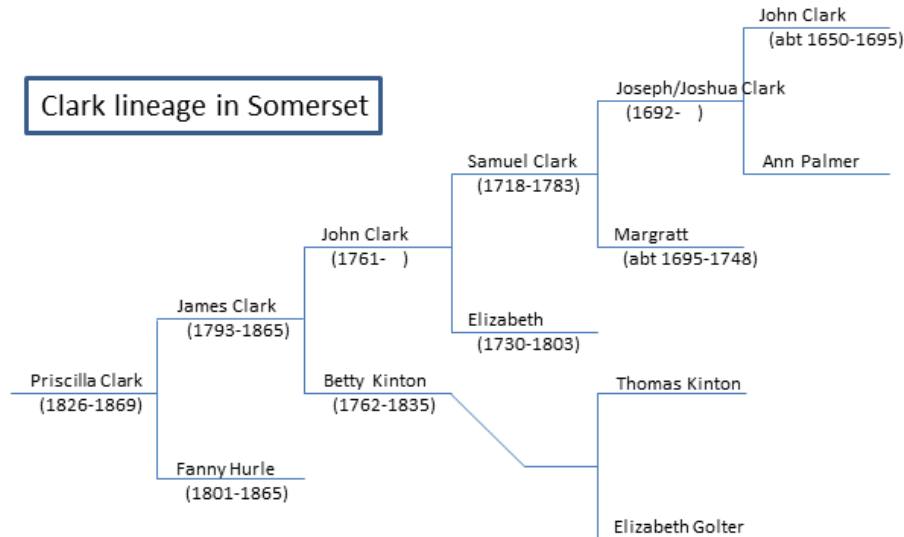 John Clark
(abt 1650-1695)
Clark lineage in Somerset
Joseph/Joshua Clark
(1692-   )
Samuel Clark
(1718-1783)
Ann Palmer
John Clark
(1761-   )
Margratt
(abt 1695-1748)
James Clark
(1793-1865)
Elizabeth
(1730-1803)
Priscilla Clark
(1826-1869)
Betty Kinton
(1762-1835)
Thomas Kinton
Fanny Hurle
(1801-1865)
Elizabeth Golter